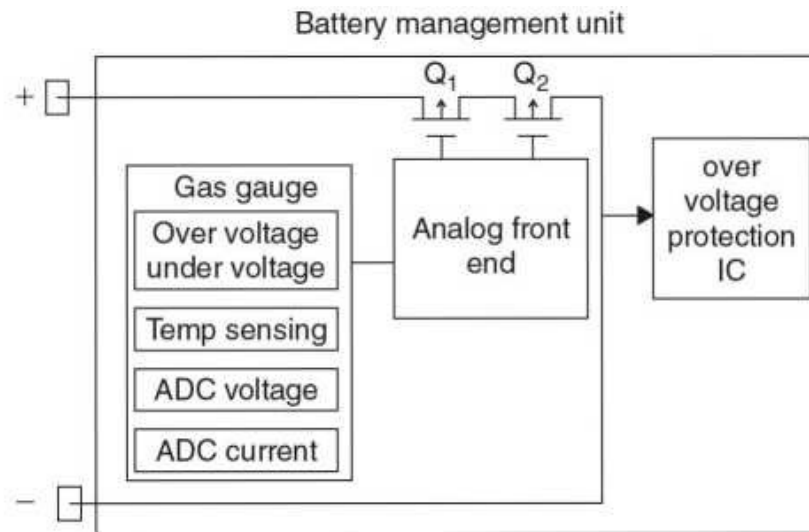 Battery management unit
+
Q1
Q2
Gas gauge
Over voltage
under voltage
Temp sensing
ADC voltage
ADC current
Analog front
end
over
voltage
protection
IC
−